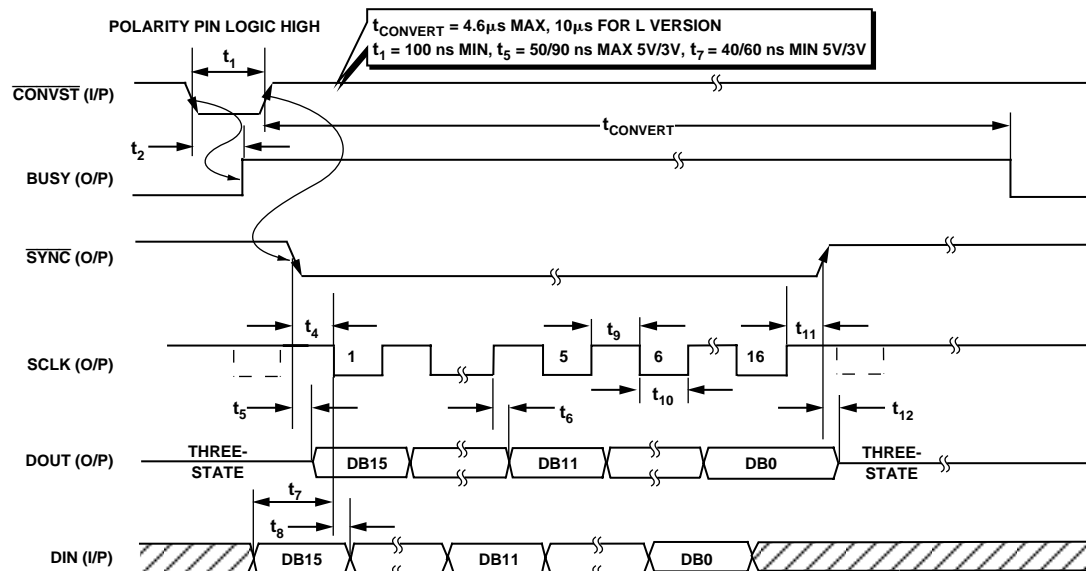 POLARITY PIN LOGIC HIGH
tCONVERT = 4.6μs MAX, 10μs FOR L VERSION
t1 = 100 ns MIN, t5 = 50/90 ns MAX 5V/3V, t7 = 40/60 ns MIN 5V/3V
t1
CONVST (I/P)
tCONVERT
t2
BUSY (O/P)
SYNC (O/P)
t4
t9
t11
SCLK (O/P)
1
5
6
16
t10
t5
t6
t12
DOUT (O/P)
THREE-
STATE
DB15
DB11
DB0
THREE-
STATE
t7
t8
DIN (I/P)
DB15
DB11
DB0